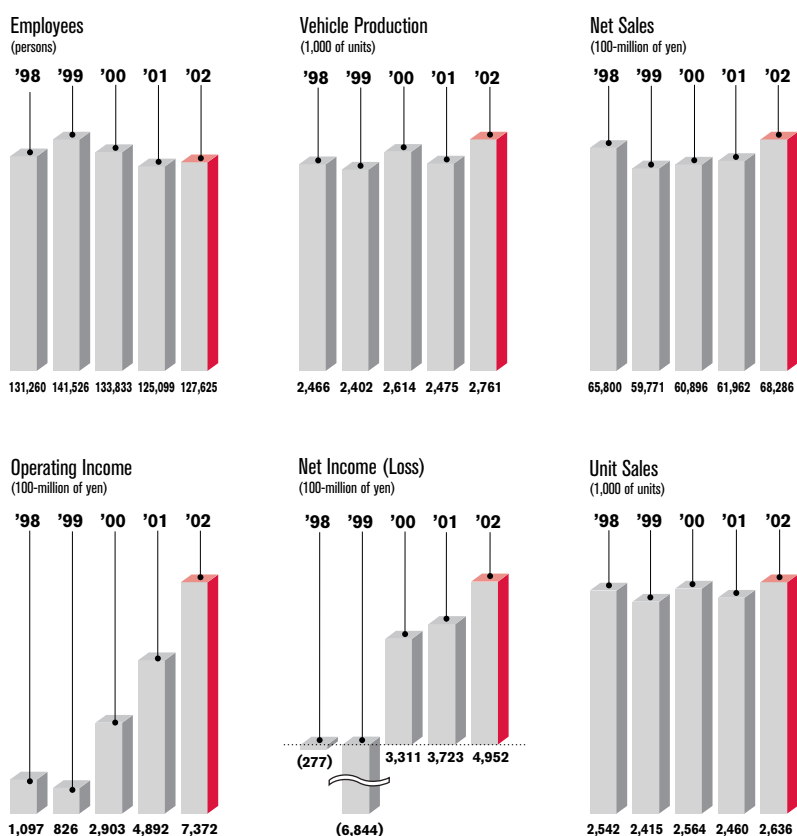 Employees
(persons)
’98 ’99 ’00 ’01 ’02
131,260 141,526 133,833 125,099 127,625
Vehicle Production
(1,000 of units)
’98 ’99 ’00 ’01 ’02
2,466 2,402 2,614 2,475 2,761
Net Sales
(100-million of yen)
’98 ’99 ’00 ’01 ’02
65,800 59,771 60,896 61,962 68,286
Operating Income
(100-million of yen)
’98 ’99 ’00 ’01 ’02
1,097 826 2,903 4,892 7,372
Net Income (Loss)
(100-million of yen)
’98 ’99 ’00 ’01 ’02
(277) 3,311 3,723 4,952
(6,844)
Unit Sales
(1,000 of units)
’98 ’99 ’00 ’01 ’02
2,542 2,415 2,564 2,460 2,636